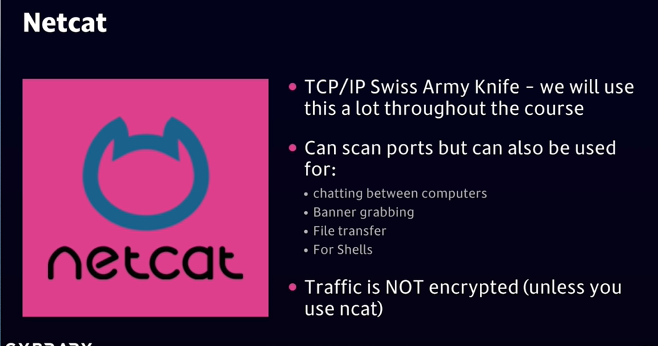 Netcat
netcat
• TCP/IP Swiss Army Knife – we will use
this a lot throughout the course
• Can scan ports but can also be used
for:
• chatting between computers
• Banner grabbing
• File transfer
• For Shells
• Traffic is NOT encrypted (unless you
use ncat)